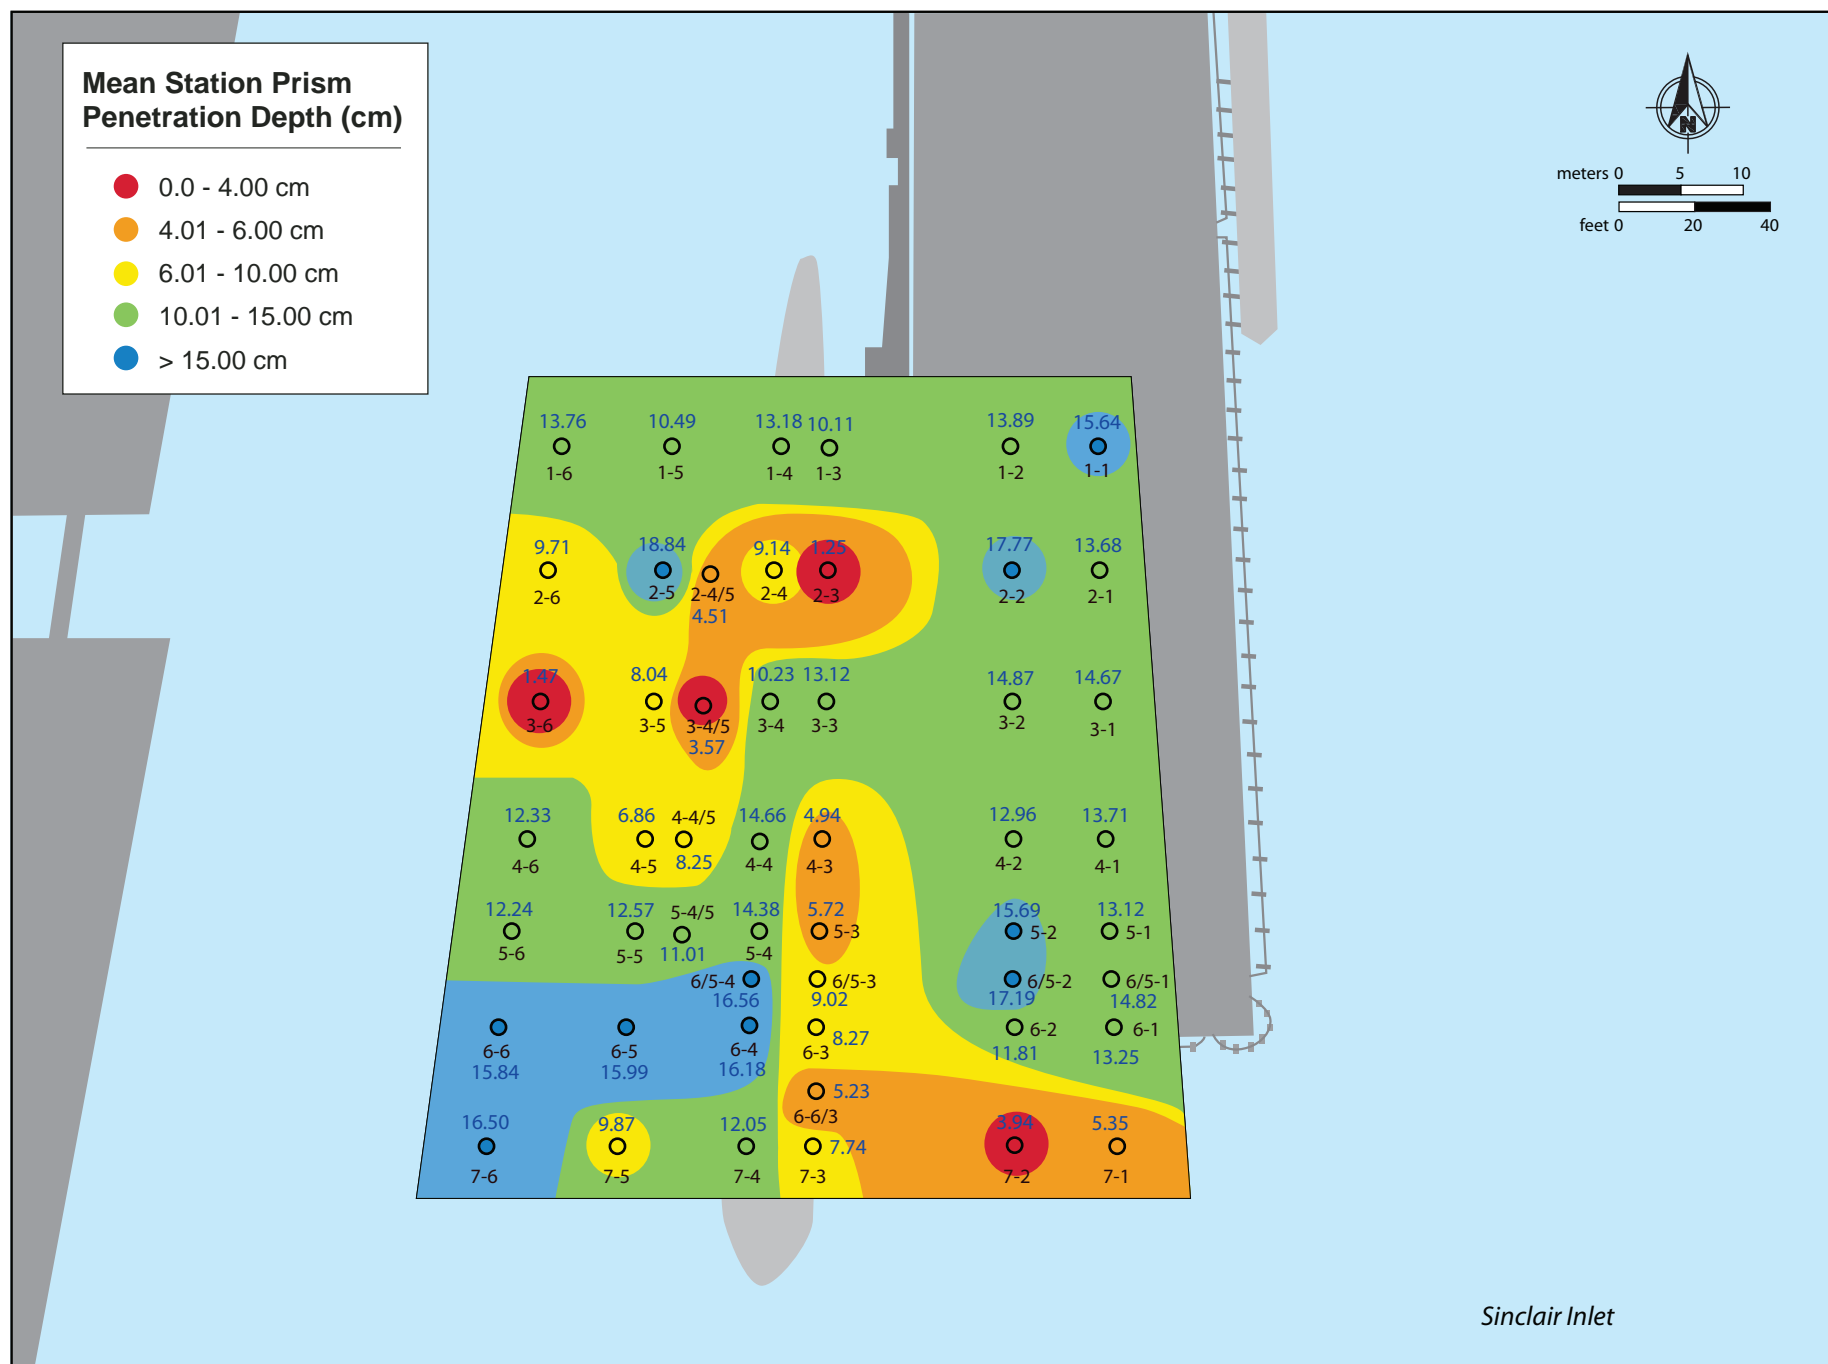 Mean Station Prism
Penetration Depth (cm)
0.0 - 4.00 cm
4.01 - 6.00 cm
6.01 - 10.00 cm
10.01 - 15.00 cm
> 15.00 cm
N
meters 0 5 10
feet 0 20 40
13.76 10.49 13.18 10.11 13.89 15.64
1-6 1-5 1-4 1-3 1-2 1-1
9.71 18.84 9.14 1.25 17.77 13.68
2-6 2-5 2-4/5 2-4 2-3 2-2 2-1
4.51
1.47 8.04 10.23 13.12 14.87 14.67
3-6 3-5 3-4/5 3-4 3-3 3-2 3-1
3.57
12.33 6.86 4-4/5 14.66 4.94 12.96 13.71
4-6 4-5 8.25 4-4 4-3 4-2 4-1
12.24 12.57 5-4/5 14.38 5.72 15.69 13.12
5-3 5-2 5-1
5-6 5-5 11.01 5-4
6/5-4 6/5-3 6/5-2 6/5-1
16.56 9.02 17.19 14.82
8.27 6-2 6-1
6-6 6-5 6-4 6-3 11.81 13.25
15.84 15.99 16.18
5.23
6-6/3
16.50 9.87 12.05 7.74 3.94 5.35
7-6 7-5 7-4 7-3 7-2 7-1
Sinclair Inlet